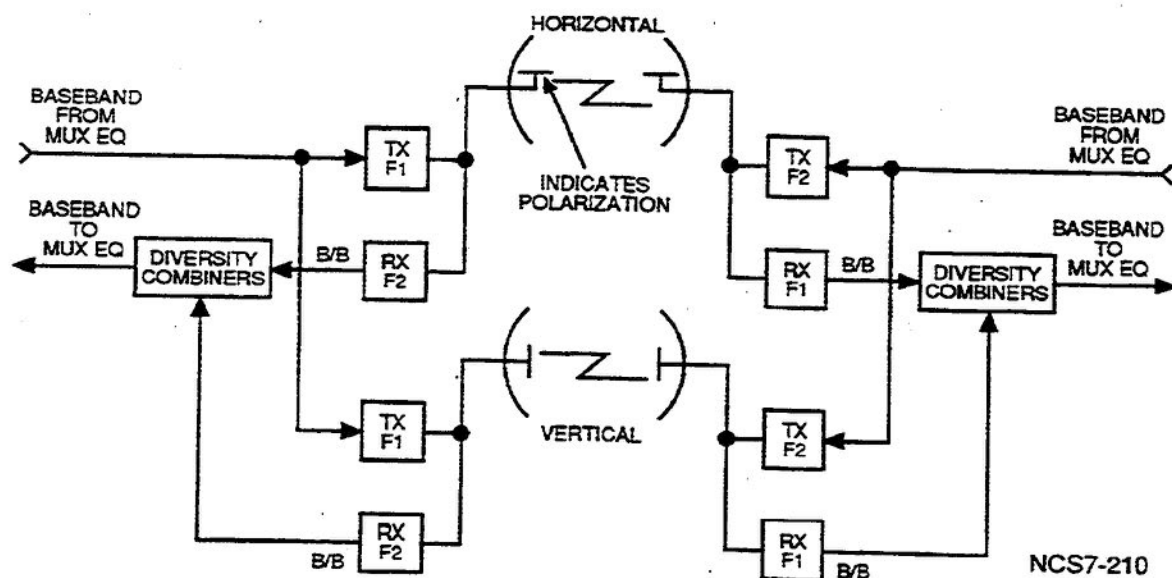 HORIZONTAL
BASEBAND
FROM
MUX EQ
BASEBAND
FROM
MUX EQ
TX
F1
INDICATES
POLARIZATION
TX
F2
BASEBAND
TO
MUX EQ
BASEBAND
TO
MUX EQ
DIVERSITY
COMBINERS
B/B
RX
F2
RX
F1
B/B
DIVERSITY
COMBINERS
TX
F1
VERTICAL
TX
F2
B/B
RX
F2
RX
F1
B/B
NCS7-210